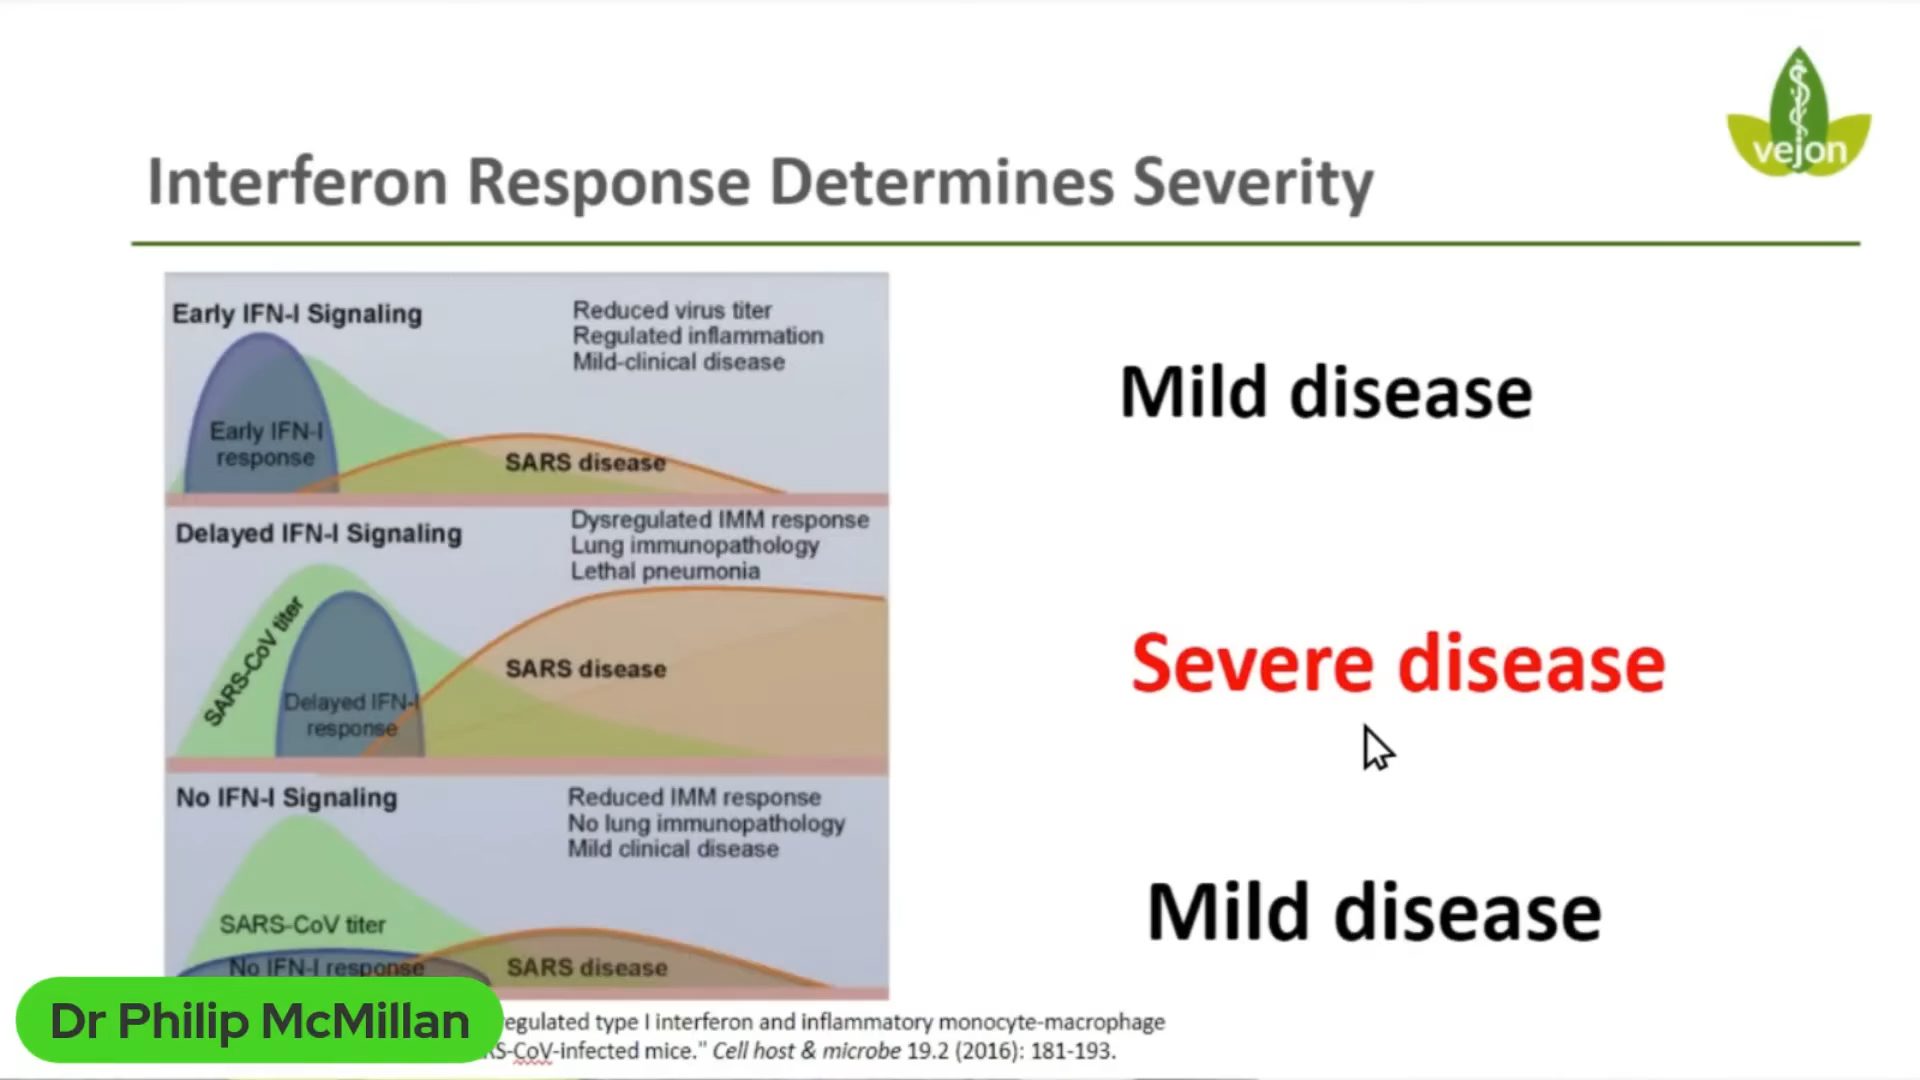 vejon
Interferon Response Determines Severity
Early IFN-I Signaling
Reduced virus titer
Regulated inflammation
Mild-clinical disease
Early IFN-I
response
SARS disease
Mild disease
Delayed IFN-I Signaling
Dysregulated IMM response
Lung immunopathology
Lethal pneumonia
SARS-CoV titer
Delayed IFN-I
response
SARS disease
Severe disease
No IFN-I Signaling
Reduced IMM response
No lung immunopathology
Mild clinical disease
SARS-CoV titer
No IFN-I response
SARS disease
Mild disease
Dr Philip McMillan
egulated type I interferon and inflammatory monocyte-macrophage
RS-CoV-infected mice." Cell host & microbe 19.2 (2016): 181-193.